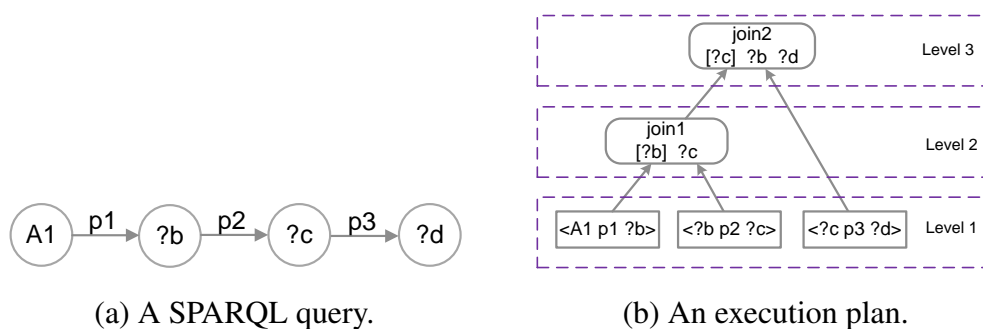 join2
[?c] ?b ?d
Level 3
join1
[?b] ?c
Level 2
A1 p1 ?b p2 ?c p3 ?d
<A1 p1 ?b> <?b p2 ?c> <?c p3 ?d> Level 1
(a) A SPARQL query.
(b) An execution plan.